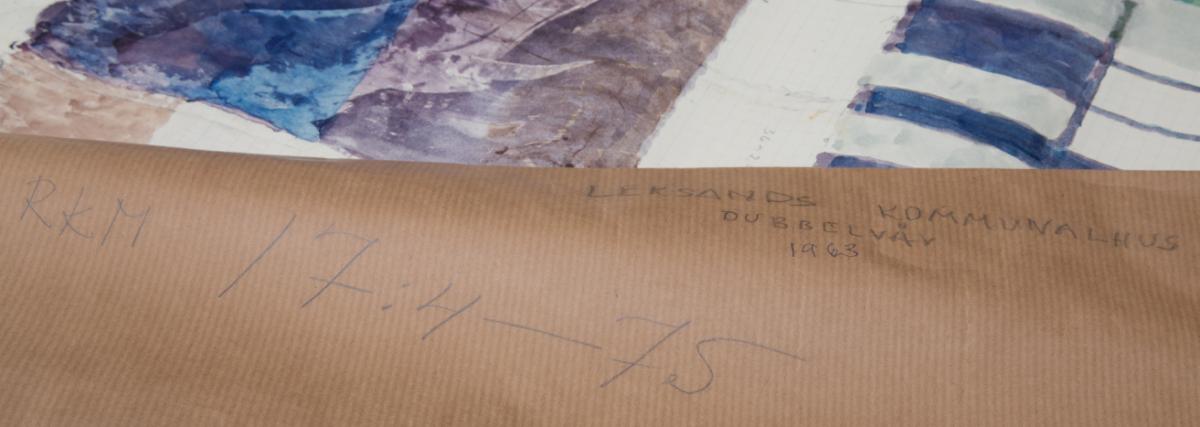 RKM 17:4—75
LEKSANDS KOMMUNALHUS
DUBBELVÄV
1963